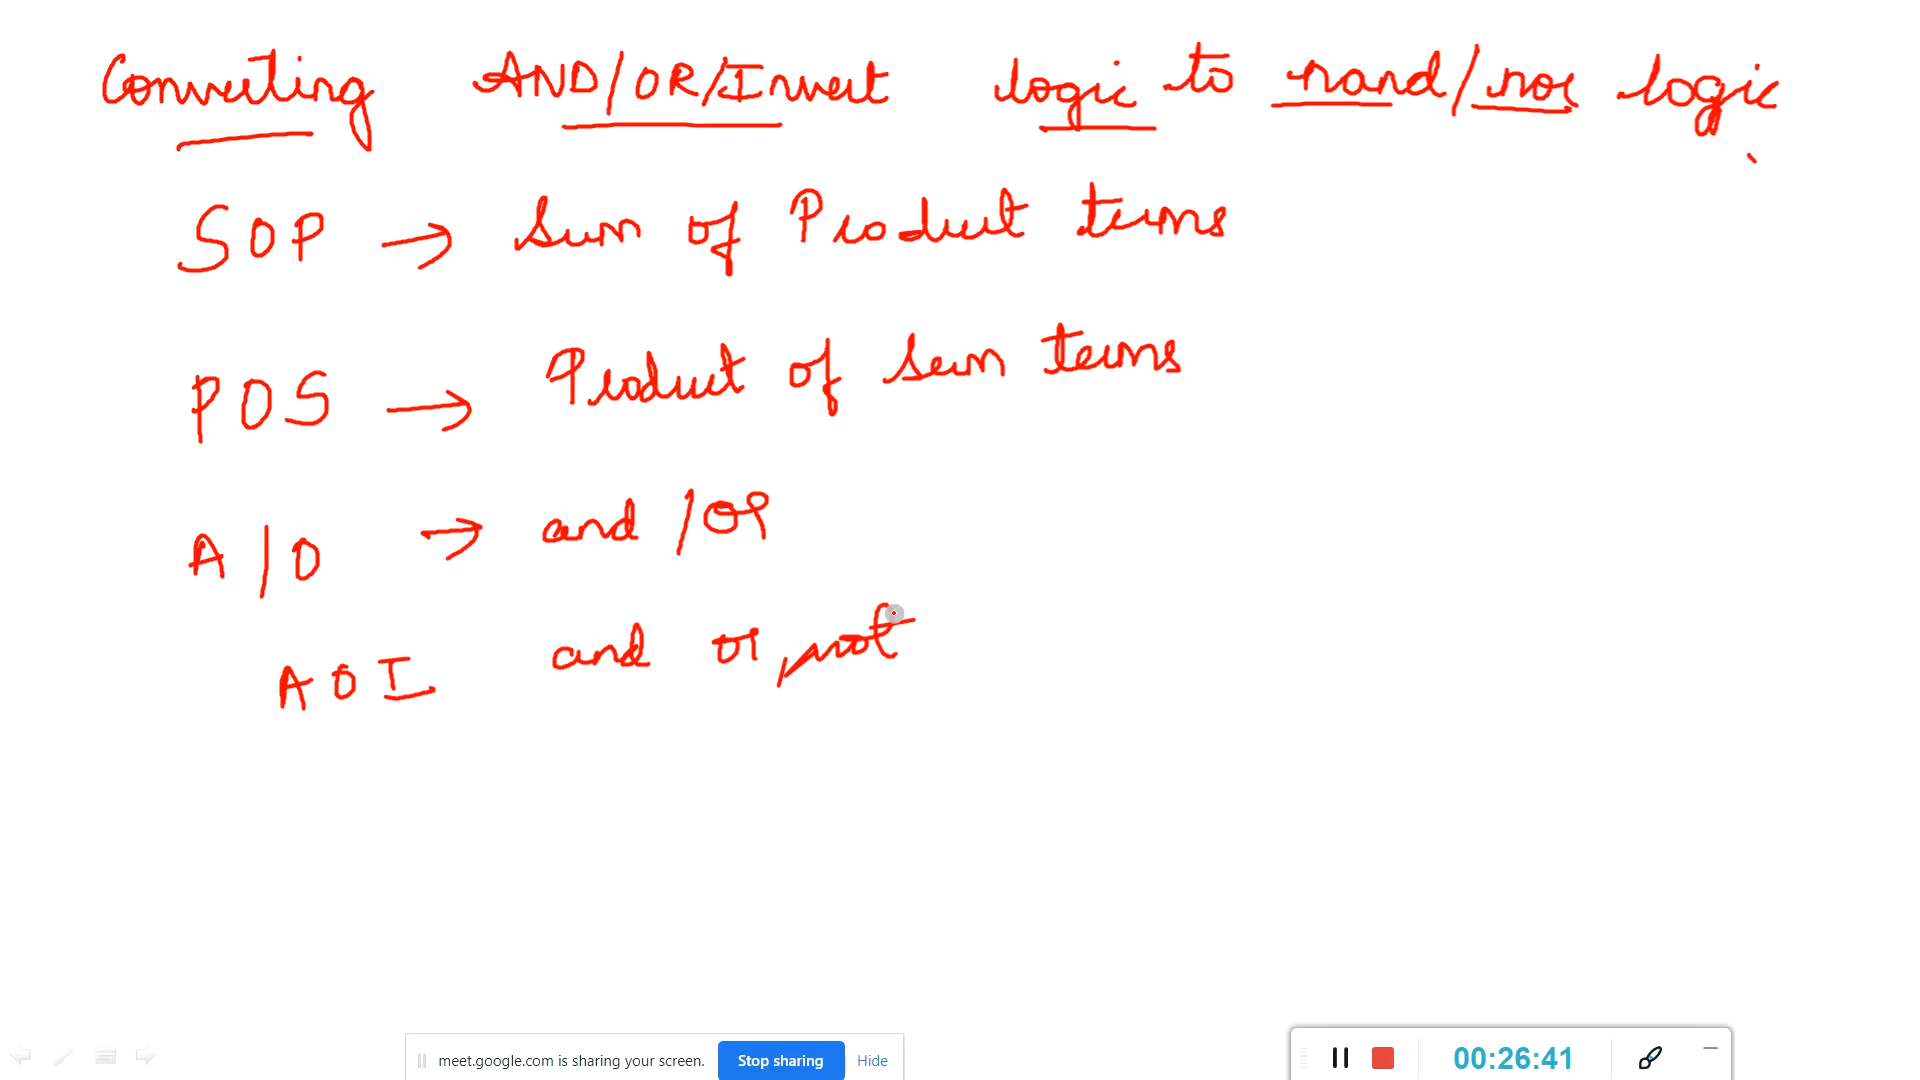 Converting AND/OR/Invert logic to nand/nor logic
SOP → Sum of Product terms
POS → Product of Sum terms
A/O → and/or
AOI and or, not
meet.google.com is sharing your screen. Stop sharing Hide
00:26:41